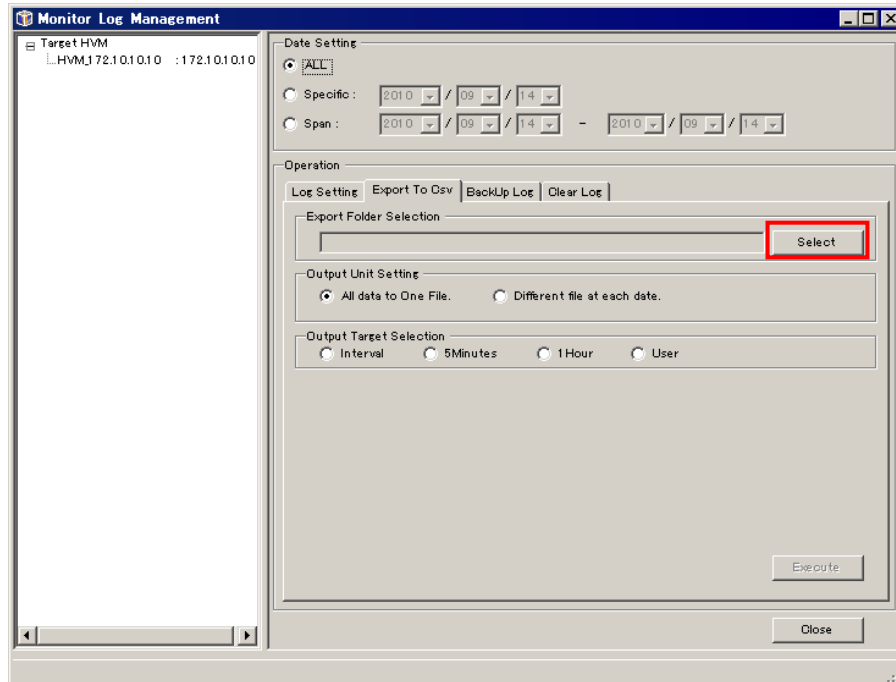 Monitor Log Management
Target HVM
HVM_172.10.10.10 :172.10.10.10
Date Setting
ALL
Specific : 2010 / 09 / 14
Span : 2010 / 09 / 14 - 2010 / 09 / 14
Operation
Log Setting Export To Csv BackUp Log Clear Log
Export Folder Selection
Select
Output Unit Setting
All data to One File. Different file at each date.
Output Target Selection
Interval 5Minutes 1Hour User
Execute
Close